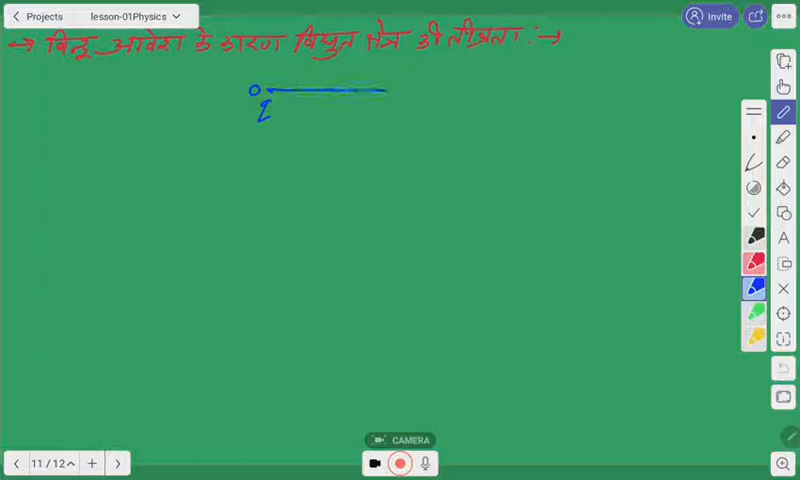 Projects lesson-01Physics Invite
→ बिन्दू आवेश के कारण विद्युत क्षेत्र की तीव्रता :→
O
q
A
CAMERA
11 / 12